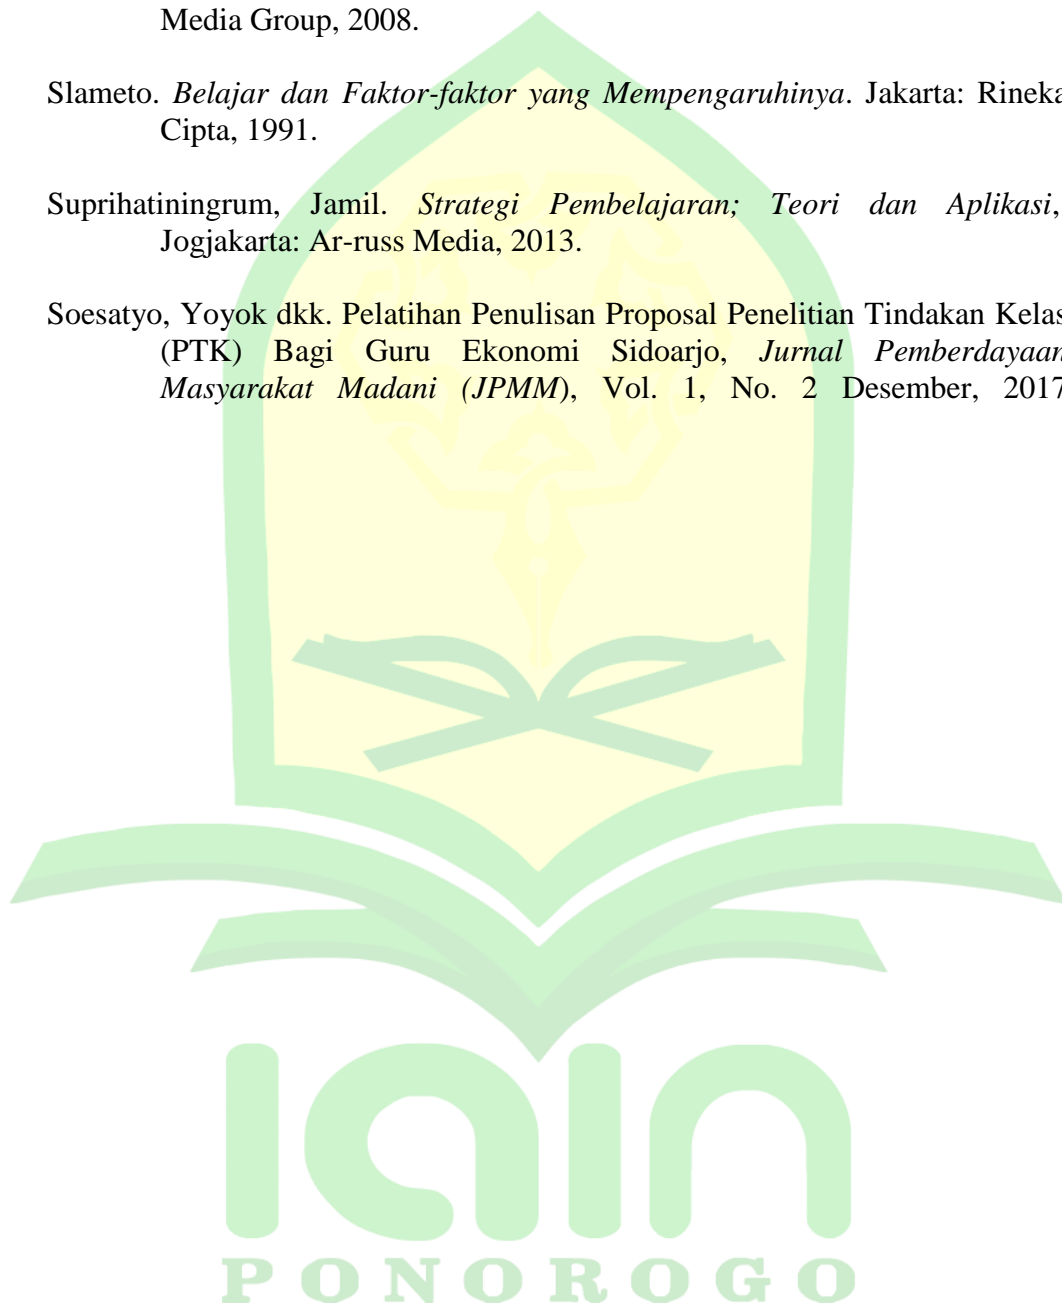 Media Group, 2008.
Slameto. Belajar dan Faktor-faktor yang Mempengaruhinya. Jakarta: Rineka
Cipta, 1991.
Suprihatiningrum, Jamil. Strategi Pembelajaran; Teori dan Aplikasi,
Jogjakarta: Ar-russ Media, 2013.
Soesatyo, Yoyok dkk. Pelatihan Penulisan Proposal Penelitian Tindakan Kelas
(PTK) Bagi Guru Ekonomi Sidoarjo, Jurnal Pemberdayaan
Masyarakat Madani (JPMM), Vol. 1, No. 2 Desember, 2017
IAIN
PONOROGO